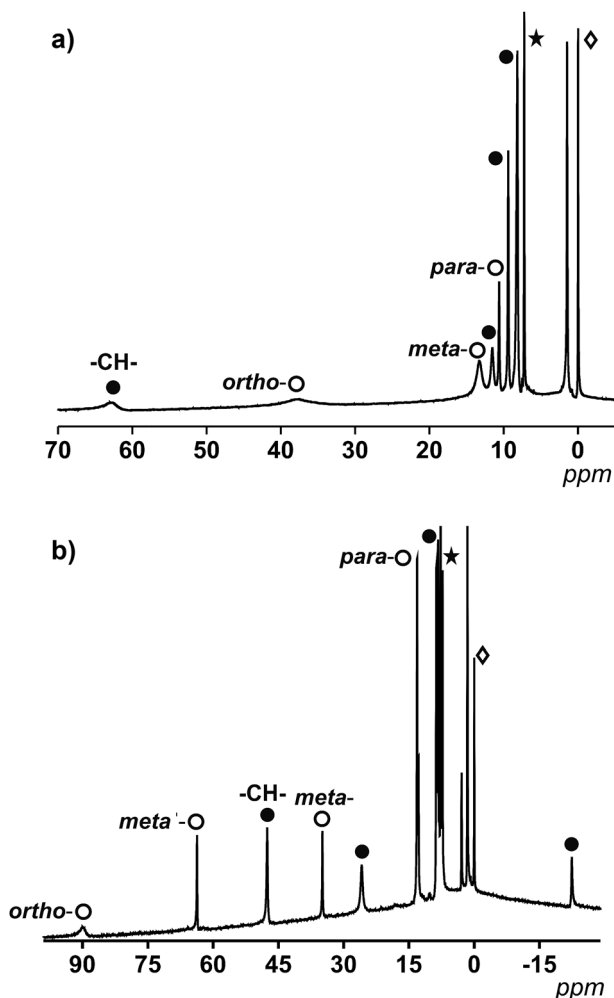 a)
para-
-CH-
ortho-
meta-
70 60 50 40 30 20 10 0
ppm
b)
para-
-CH- meta-
meta'-
ortho-
90 75 60 45 30 15 0 -15
ppm